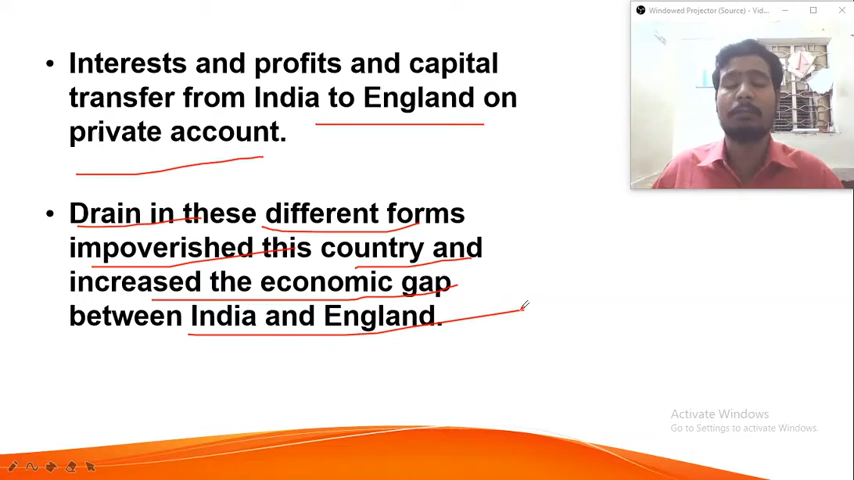 Windowed Projector (Source) - Vid...
• Interests and profits and capital
transfer from India to England on
private account.
• Drain in these different forms
impoverished this country and
increased the economic gap
between India and England.
Activate Windows
Go to Settings to activate Windows.